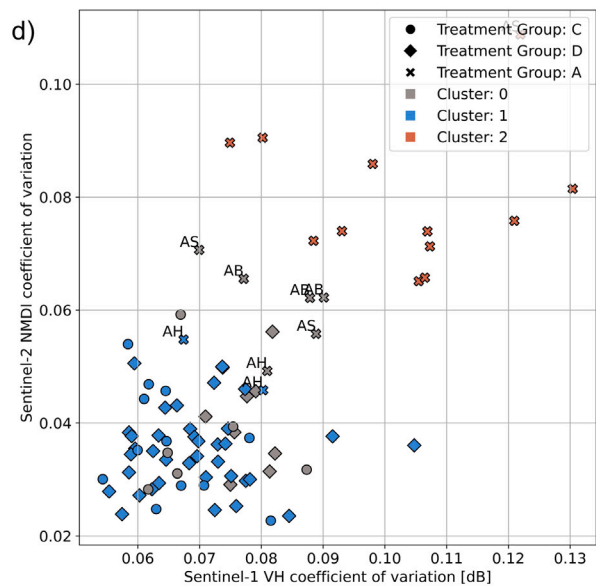 d)
AS
Treatment Group: C
Treatment Group: D
Treatment Group: A
Cluster: 0
Cluster: 1
Cluster: 2
0.10
0.08
0.06
0.04
0.02
Sentinel-2 NMDI coefficient of variation
AS
AB
AB
AB
AS
AH
AH
AH
0.06
0.07
0.08
0.09
0.10
0.11
0.12
0.13
Sentinel-1 VH coefficient of variation [dB]